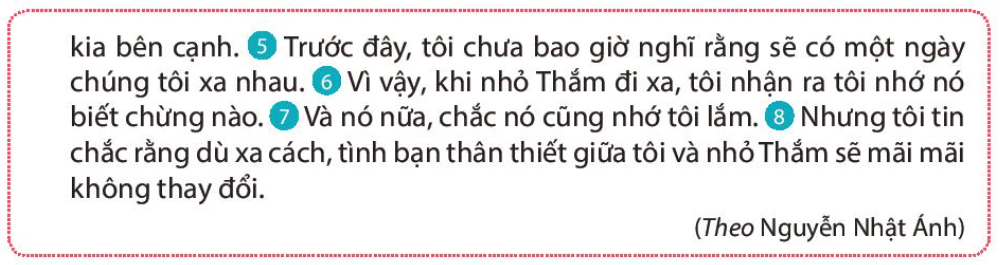 kia bên cạnh. 5 Trước đây, tôi chưa bao giờ nghĩ rằng sẽ có một ngày
chúng tôi xa nhau. 6 Vì vậy, khi nhỏ Thắm đi xa, tôi nhận ra tôi nhớ nó
biết chừng nào. 7 Và nó nữa, chắc nó cũng nhớ tôi lắm. 8 Nhưng tôi tin
chắc rằng dù xa cách, tình bạn thân thiết giữa tôi và nhỏ Thắm sẽ mãi mãi
không thay đổi.
(Theo Nguyễn Nhật Ánh)